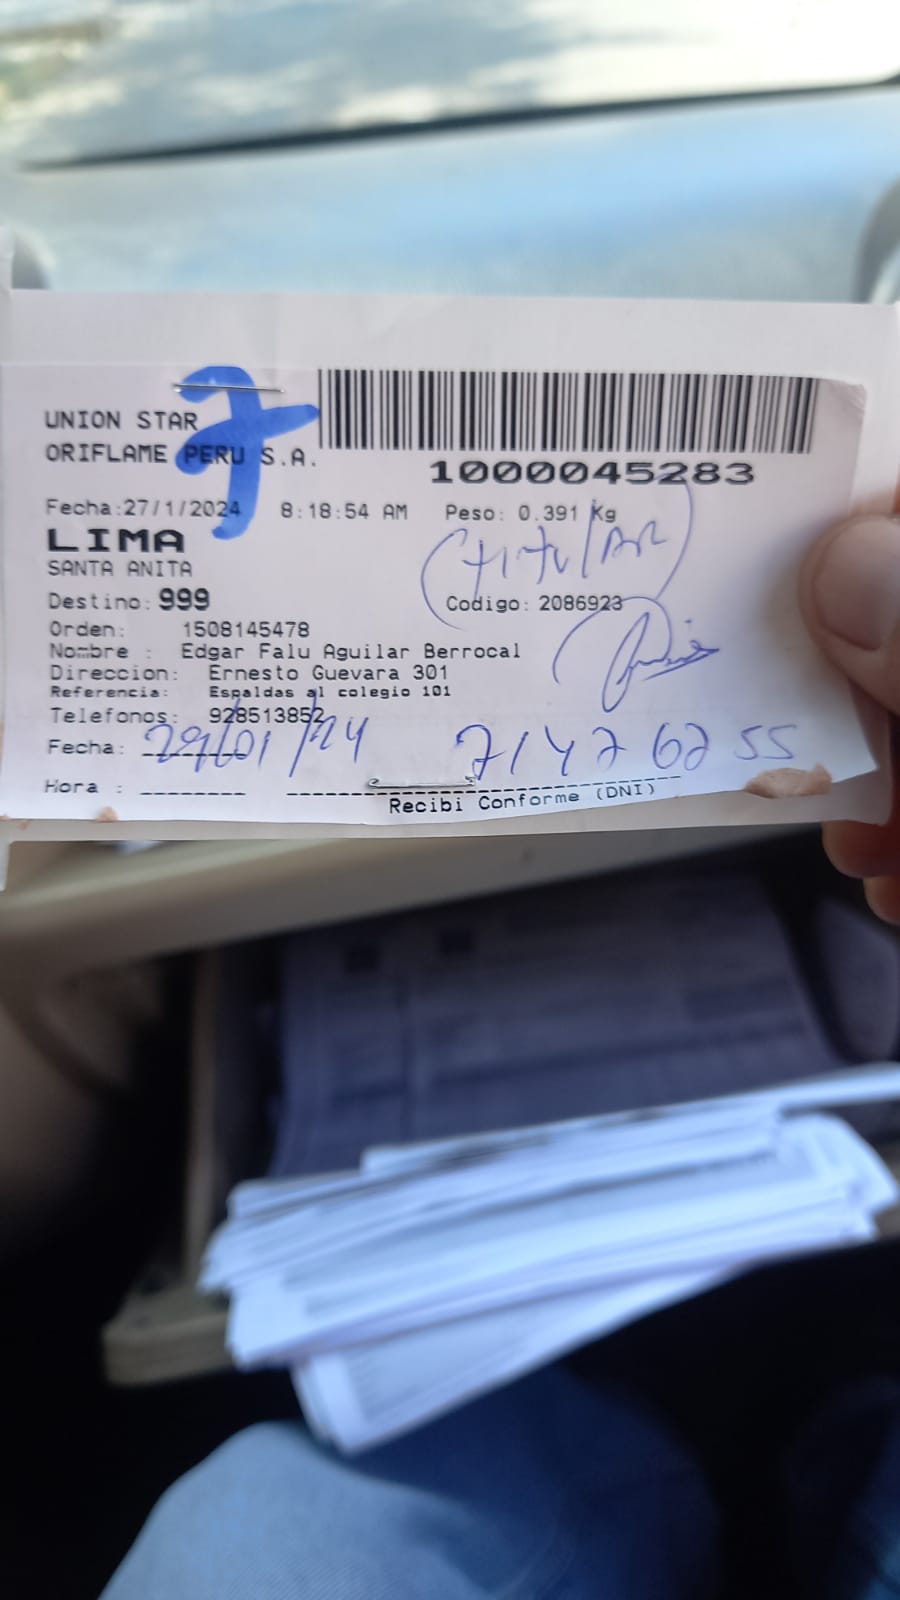 UNION STAR
ORIFLAME PERU S.A.
7
1000045283
Fecha:27/1/2024 8:18:54 AM Peso: 0.391 Kg
LIMA
(titular)
SANTA ANITA
Destino: 999 Codigo: 2086923
Orden: 1508145478
Nombre : Edgar Falu Aguilar Berrocal
Direccion: Ernesto Guevara 301
Referencia: Espaldas al colegio 101
Telefonos: 928513852
Fecha: 29/01/24 71476255
Hora :
Recibi Conforme (DNI)